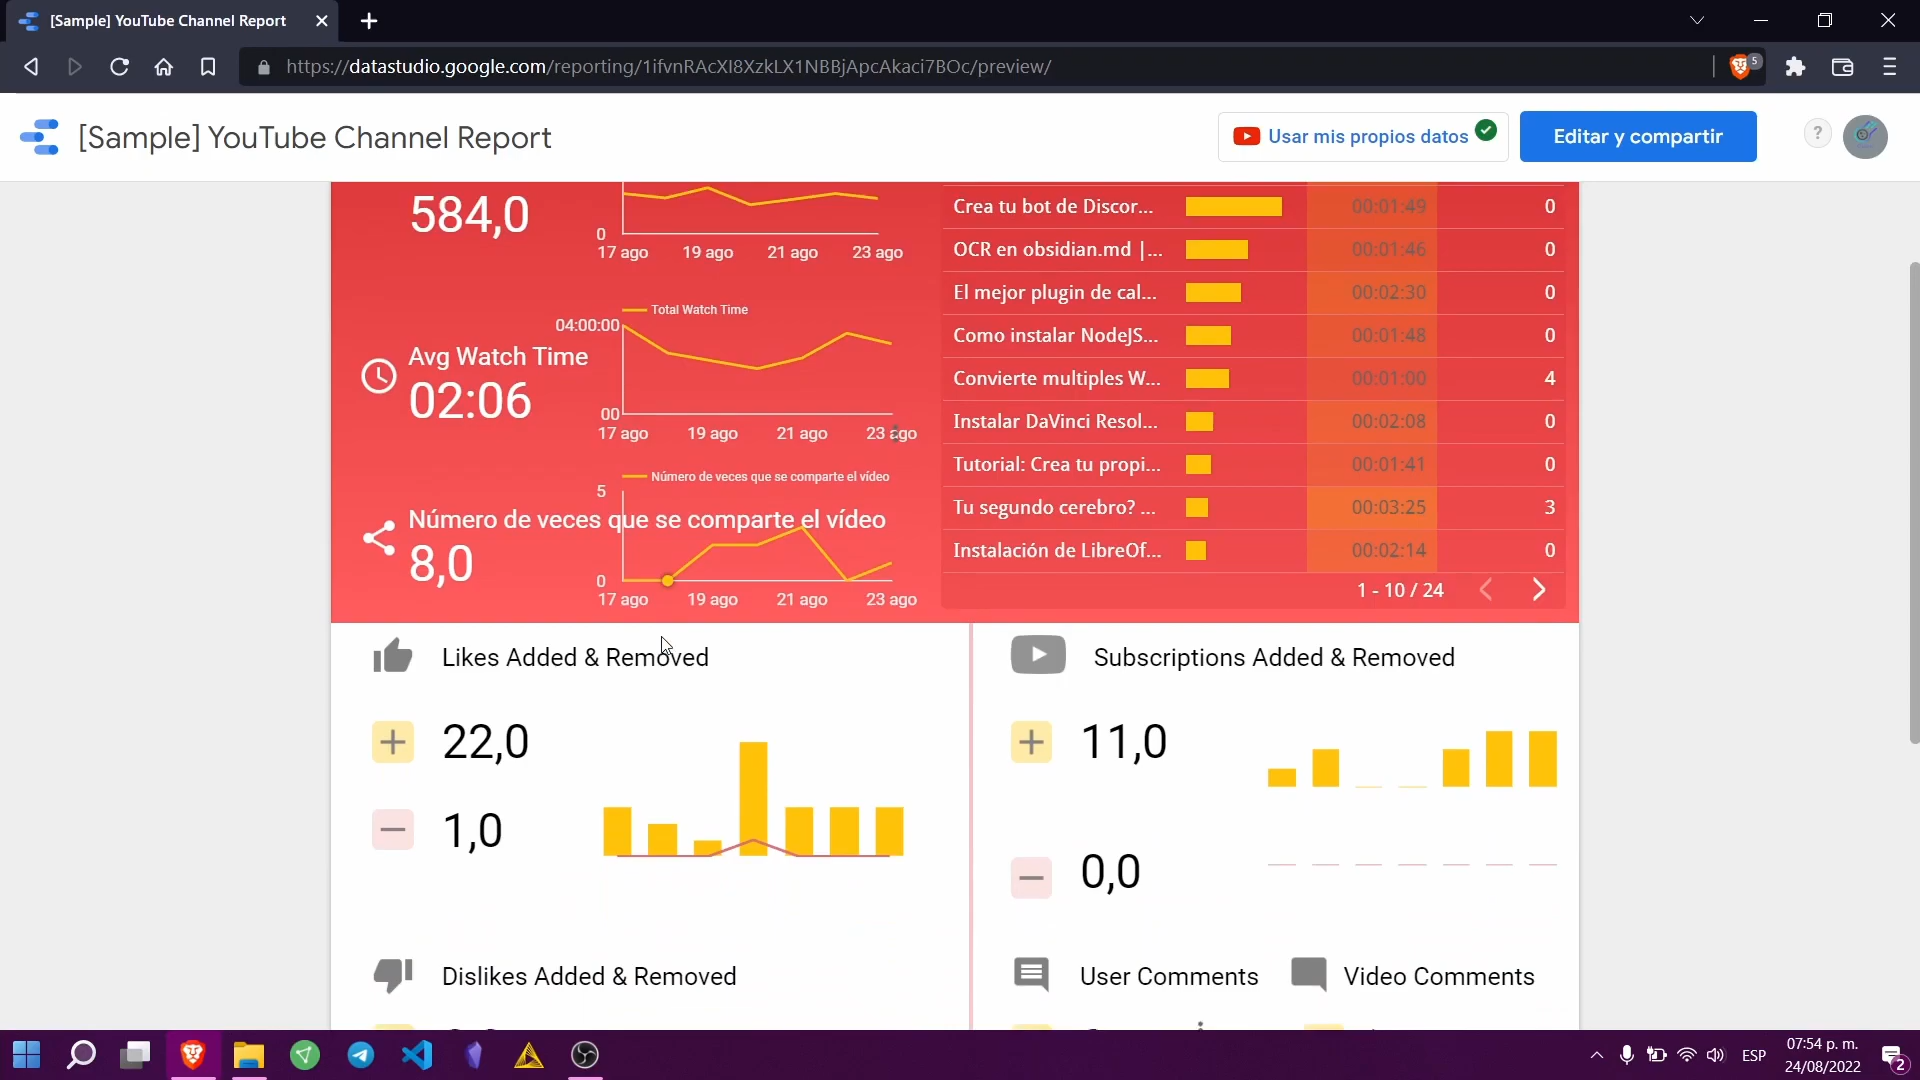 [Sample] YouTube Channel Report
https://datastudio.google.com/reporting/1ifvnRAcXI8XzkLX1NBBjApcAkaci7BOc/preview/
5
[Sample] YouTube Channel Report
Usar mis propios datos
Editar y compartir
?
584,0
0
17 ago 19 ago 21 ago 23 ago
Total Watch Time
04:00:00
Avg Watch Time
02:06
00
17 ago 19 ago 21 ago 23 ago
Número de veces que se comparte el vídeo
5
Número de veces que se comparte el vídeo
8,0
0
17 ago 19 ago 21 ago 23 ago
Crea tu bot de Discor... 00:01:49 0
OCR en obsidian.md |... 00:01:46 0
El mejor plugin de cal... 00:02:30 0
Como instalar NodeJS... 00:01:48 0
Convierte multiples W... 00:01:00 4
Instalar DaVinci Resol... 00:02:08 0
Tutorial: Crea tu propi... 00:01:41 0
Tu segundo cerebro? ... 00:03:25 3
Instalación de LibreOf... 00:02:14 0
1 - 10 / 24
Likes Added & Removed
22,0
1,0
Subscriptions Added & Removed
11,0
0,0
Dislikes Added & Removed
User Comments
Video Comments
ESP
07:54 p. m.
24/08/2022
2